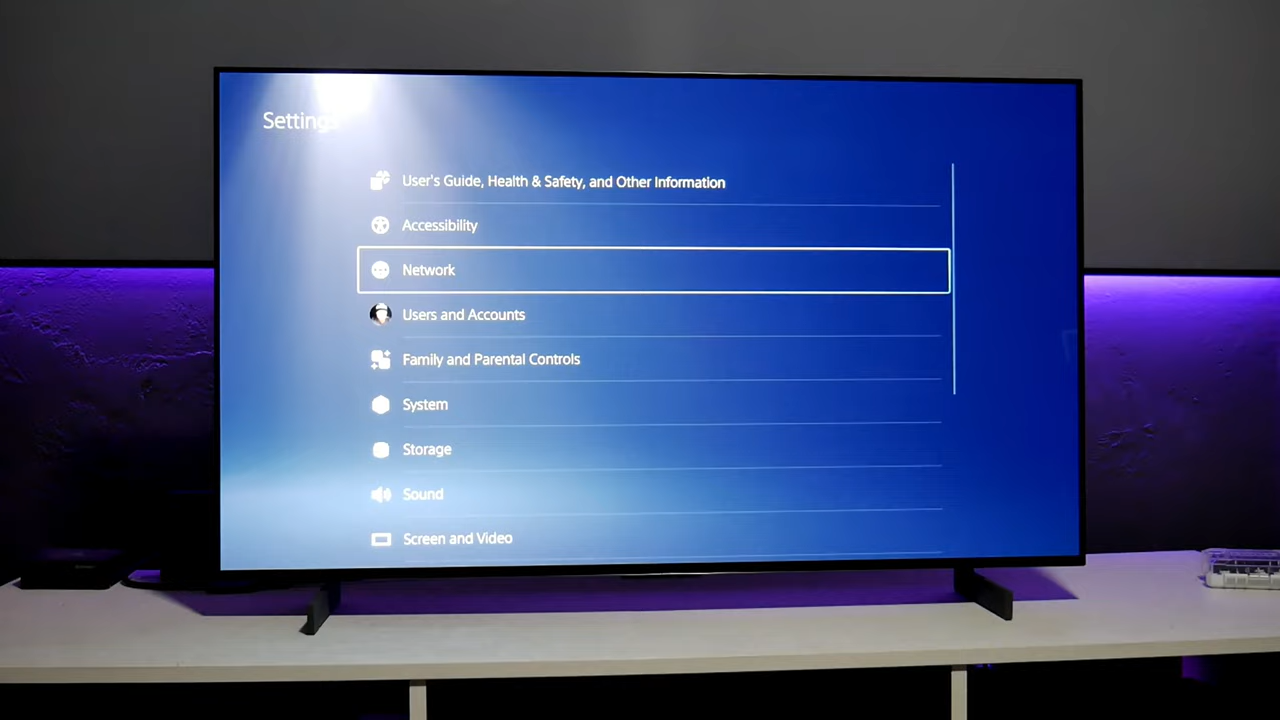 Settings
User's Guide, Health & Safety, and Other Information
Accessibility
Network
Users and Accounts
Family and Parental Controls
System
Storage
Sound
Screen and Video